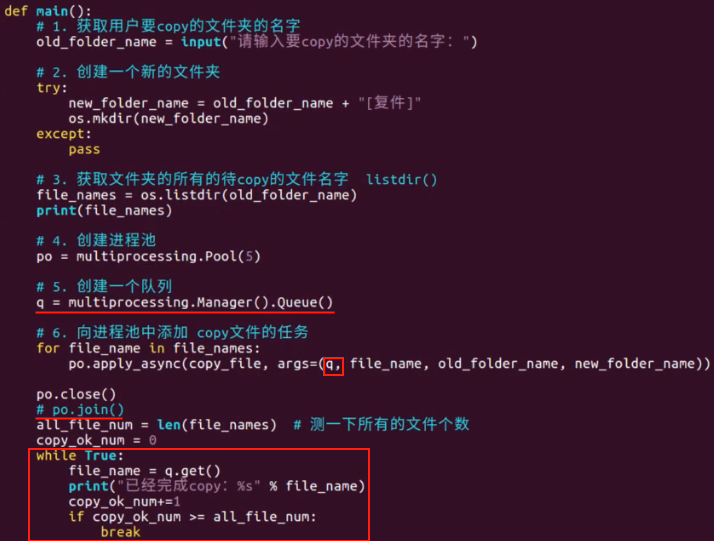 def main():
    # 1. 获取用户要copy的文件夹的名字
    old_folder_name = input("请输入要copy的文件夹的名字：")

    # 2. 创建一个新的文件夹
    try:
        new_folder_name = old_folder_name + "[复件]"
        os.mkdir(new_folder_name)
    except:
        pass

    # 3. 获取文件夹的所有的待copy的文件名字  listdir()
    file_names = os.listdir(old_folder_name)
    print(file_names)

    # 4. 创建进程池
    po = multiprocessing.Pool(5)

    # 5. 创建一个队列
    q = multiprocessing.Manager().Queue()

    # 6. 向进程池中添加 copy文件的任务
    for file_name in file_names:
        po.apply_async(copy_file, args=(q, file_name, old_folder_name, new_folder_name))

    po.close()
    # po.join()
    all_file_num = len(file_names)  # 测一下所有的文件个数
    copy_ok_num = 0
    while True:
        file_name = q.get()
        print("已经完成copy：%s" % file_name)
        copy_ok_num+=1
        if copy_ok_num >= all_file_num:
            break